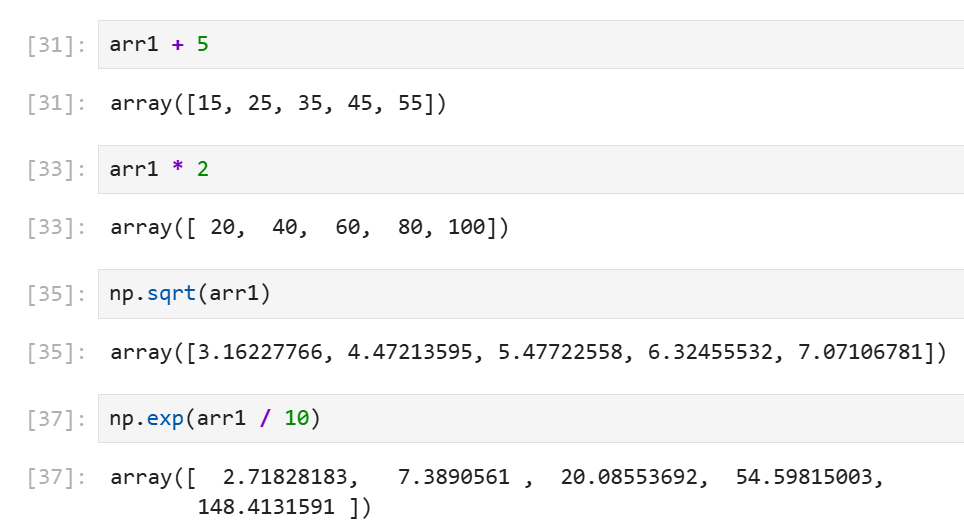 [31]: arr1 + 5
[31]: array([15, 25, 35, 45, 55])
[33]: arr1 * 2
[33]: array([ 20,  40,  60,  80, 100])
[35]: np.sqrt(arr1)
[35]: array([3.16227766, 4.47213595, 5.47722558, 6.32455532, 7.07106781])
[37]: np.exp(arr1 / 10)
[37]: array([  2.71828183,   7.3890561 ,  20.08553692,  54.59815003,
       148.4131591 ])